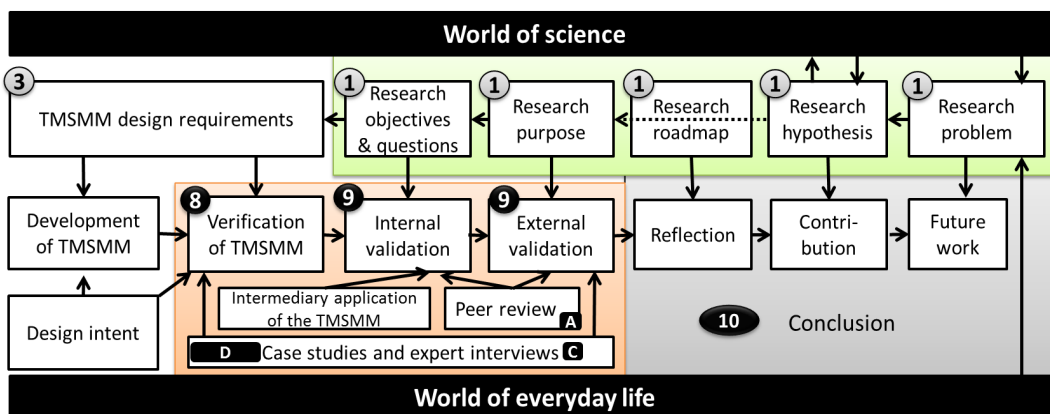 World of science
3
TMSMM design requirements
1
Research
objectives
& questions
1
Research
purpose
1
Research
roadmap
1
Research
hypothesis
1
Research
problem
Development
of TMSMM
8
Verification
of TMSMM
9
Internal
validation
9
External
validation
Reflection
Contri-
bution
Future
work
Design intent
Intermediary application
of the TMSMM
Peer review
A
D
Case studies and expert interviews
C
10
Conclusion
World of everyday life